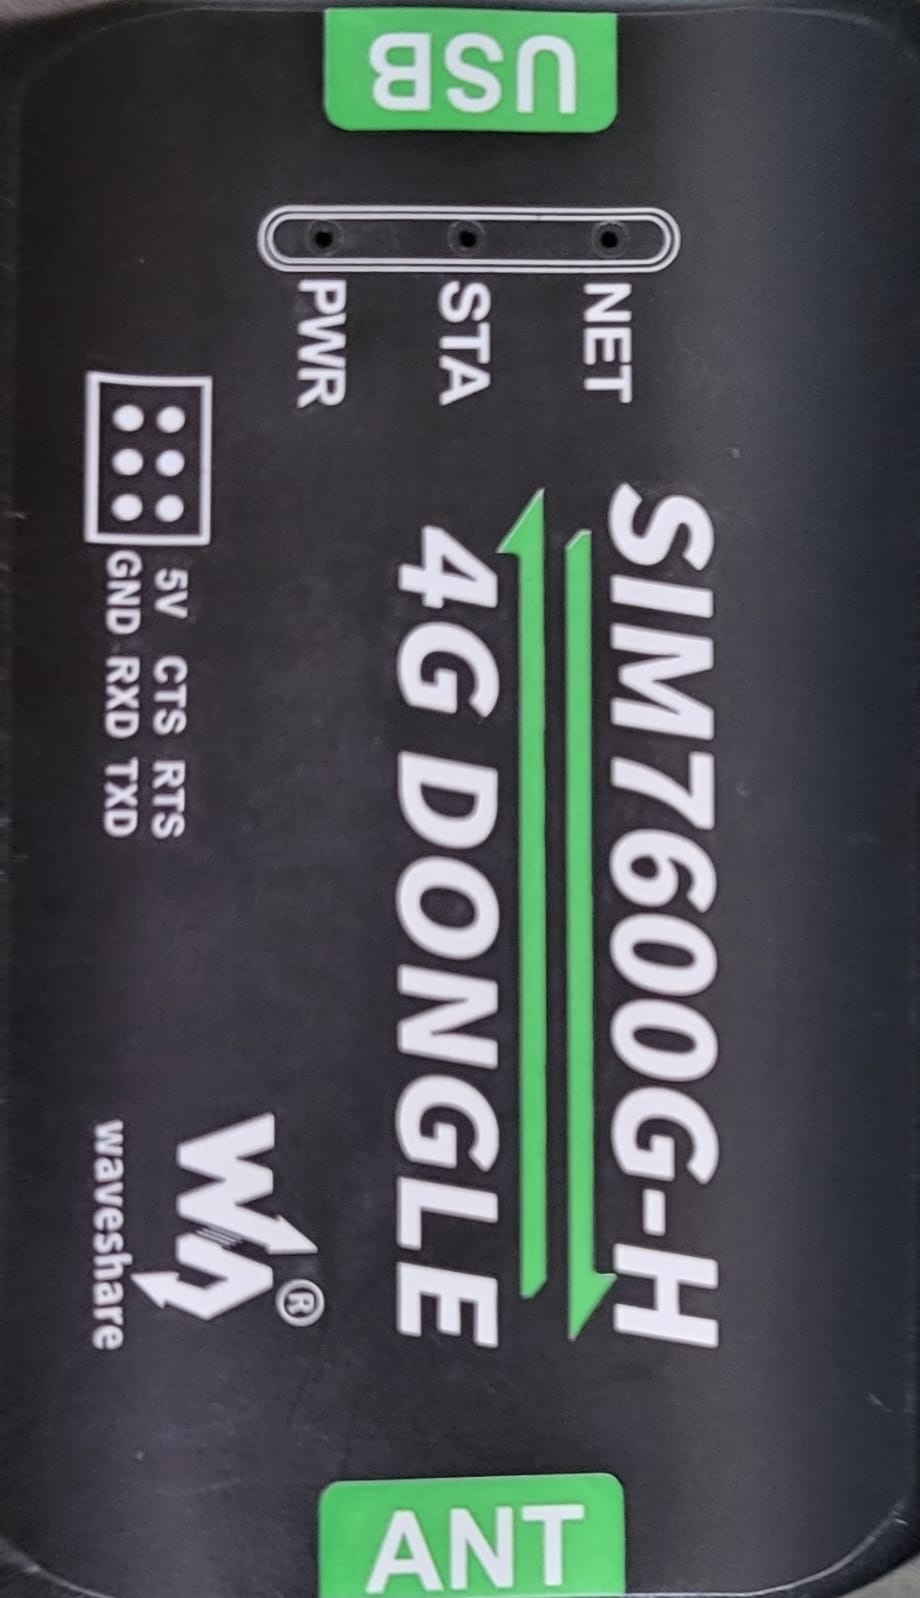 USB
NET
STA
PWR
SIM7600G-H
4G DONGLE
5V CTS RTS
GND RXD TXD
W ®
waveshare
ANT